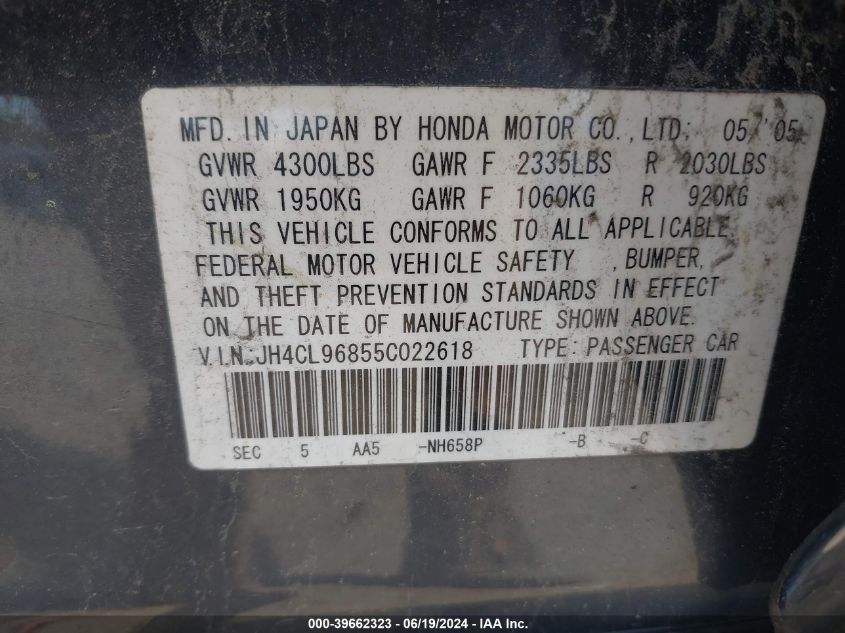 MFD. IN JAPAN BY HONDA MOTOR CO., LTD: 05/'05
GVWR 4300LBS GAWR F 2335LBS R 2030LBS
GVWR 1950KG GAWR F 1060KG R 920KG
THIS VEHICLE CONFORMS TO ALL APPLICABLE
FEDERAL MOTOR VEHICLE SAFETY , BUMPER,
AND THEFT PREVENTION STANDARDS IN EFFECT
ON THE DATE OF MANUFACTURE SHOWN ABOVE.
V.I.N:JH4CL96855C022618 TYPE: PASSENGER CAR
SEC 5 AA5 -NH658P -B -C
000-39662323 - 06/19/2024 - IAA Inc.